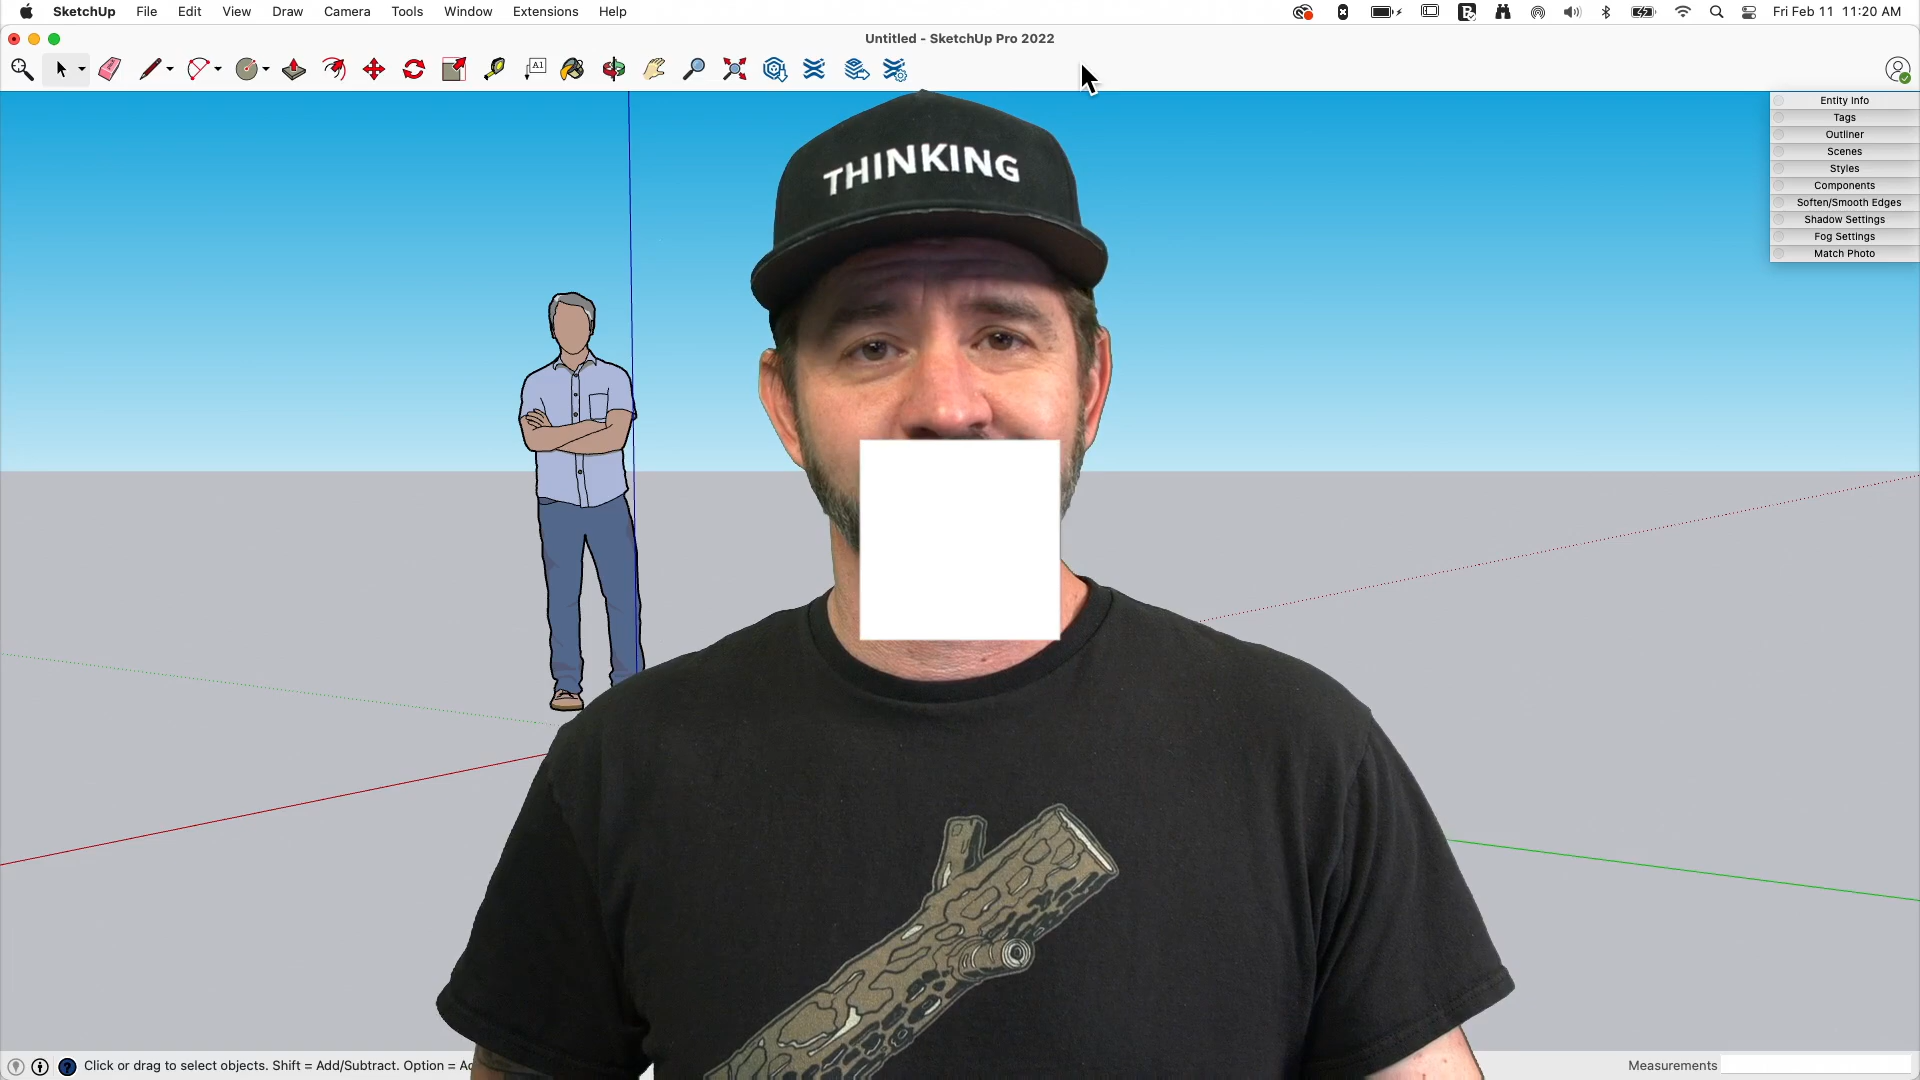 SketchUp File Edit View Draw Camera Tools Window Extensions Help Fri Feb 11 11:20 AM
Untitled - SketchUp Pro 2022
A1
Entity Info
Tags
Outliner
Scenes
Styles
Components
Soften/Smooth Edges
Shadow Settings
Fog Settings
Match Photo
THINKING
Click or drag to select objects. Shift = Add/Subtract. Option =
Measurements